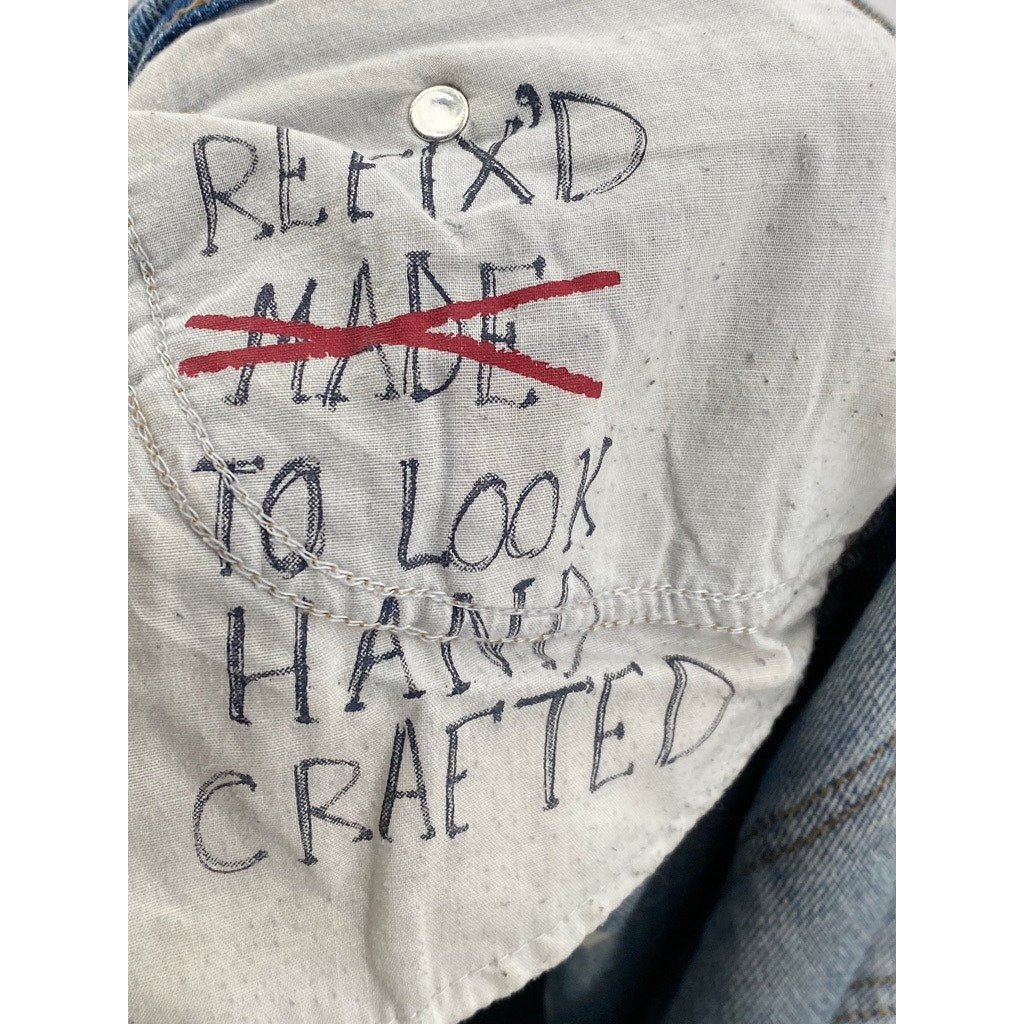 REFIX'D
MADE
TO LOOK
HAND
CRAFTED